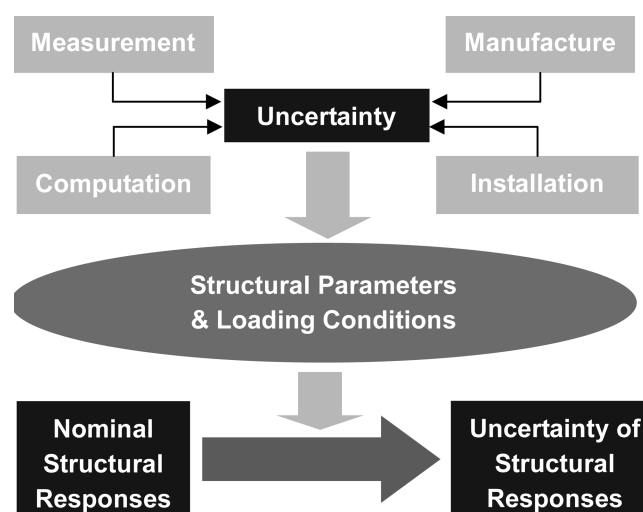 Measurement
Manufacture
Uncertainty
Computation
Installation
Structural Parameters
& Loading Conditions
Nominal
Structural
Responses
Uncertainty of
Structural
Responses